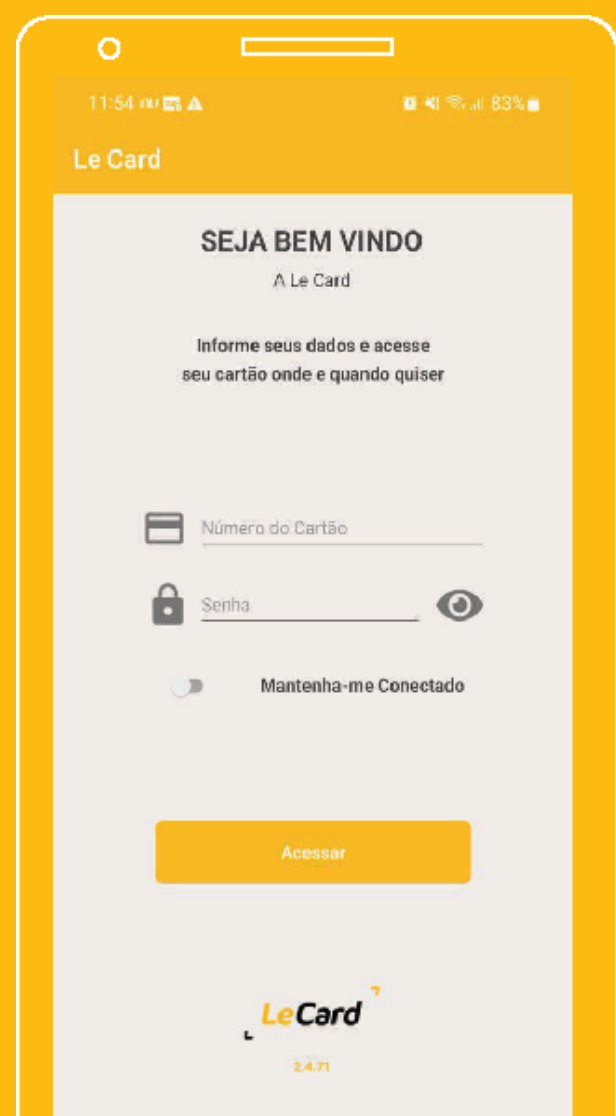 11:54
83%
Le Card
SEJA BEM VINDO
A Le Card
Informe seus dados e acesse
seu cartão onde e quando quiser
Número do Cartão
Senha
Mantenha-me Conectado
Acessar
LeCard
2.4.71